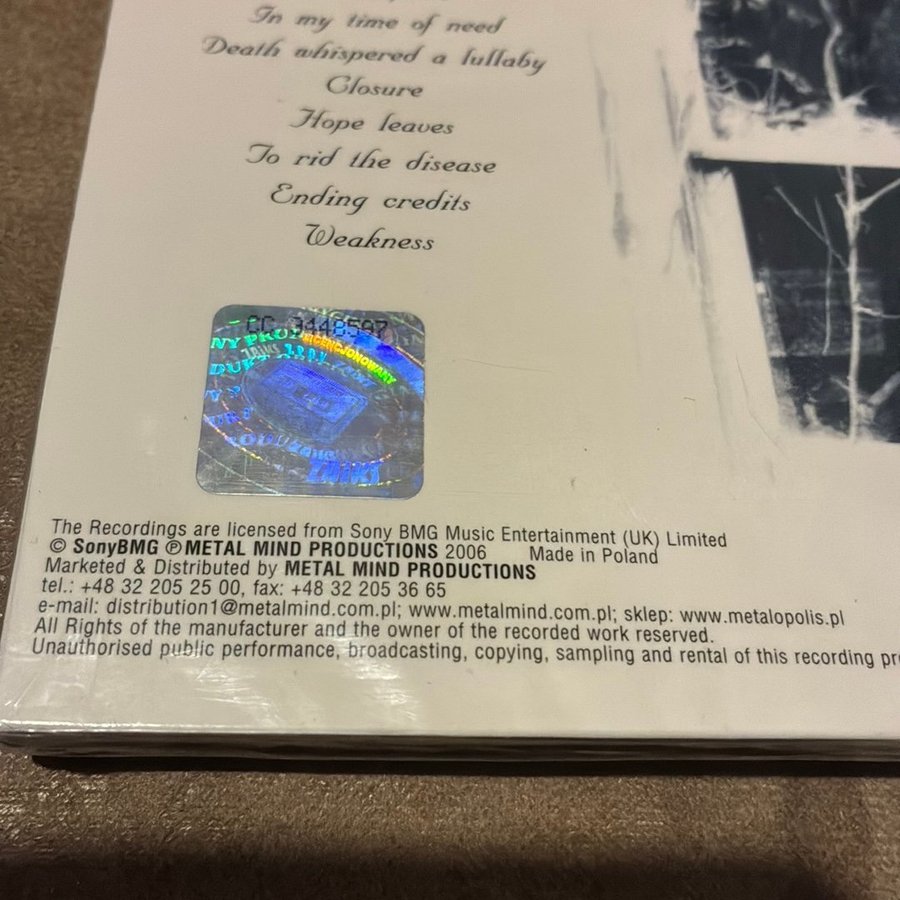 In my time of need
Death whispered a lullaby
Closure
Hope leaves
To rid the disease
Ending credits
Weakness
CC 3448597
LICENCJONOWANY
ZAIKS
The Recordings are licensed from Sony BMG Music Entertainment (UK) Limited
© SonyBMG ℗METAL MIND PRODUCTIONS 2006 Made in Poland
Marketed & Distributed by METAL MIND PRODUCTIONS
tel.: +48 32 205 25 00, fax: +48 32 205 36 65
e-mail: distribution1@metalmind.com.pl; www.metalmind.com.pl; sklep: www.metalopolis.pl
All Rights of the manufacturer and the owner of the recorded work reserved.
Unauthorised public performance, broadcasting, copying, sampling and rental of this recording